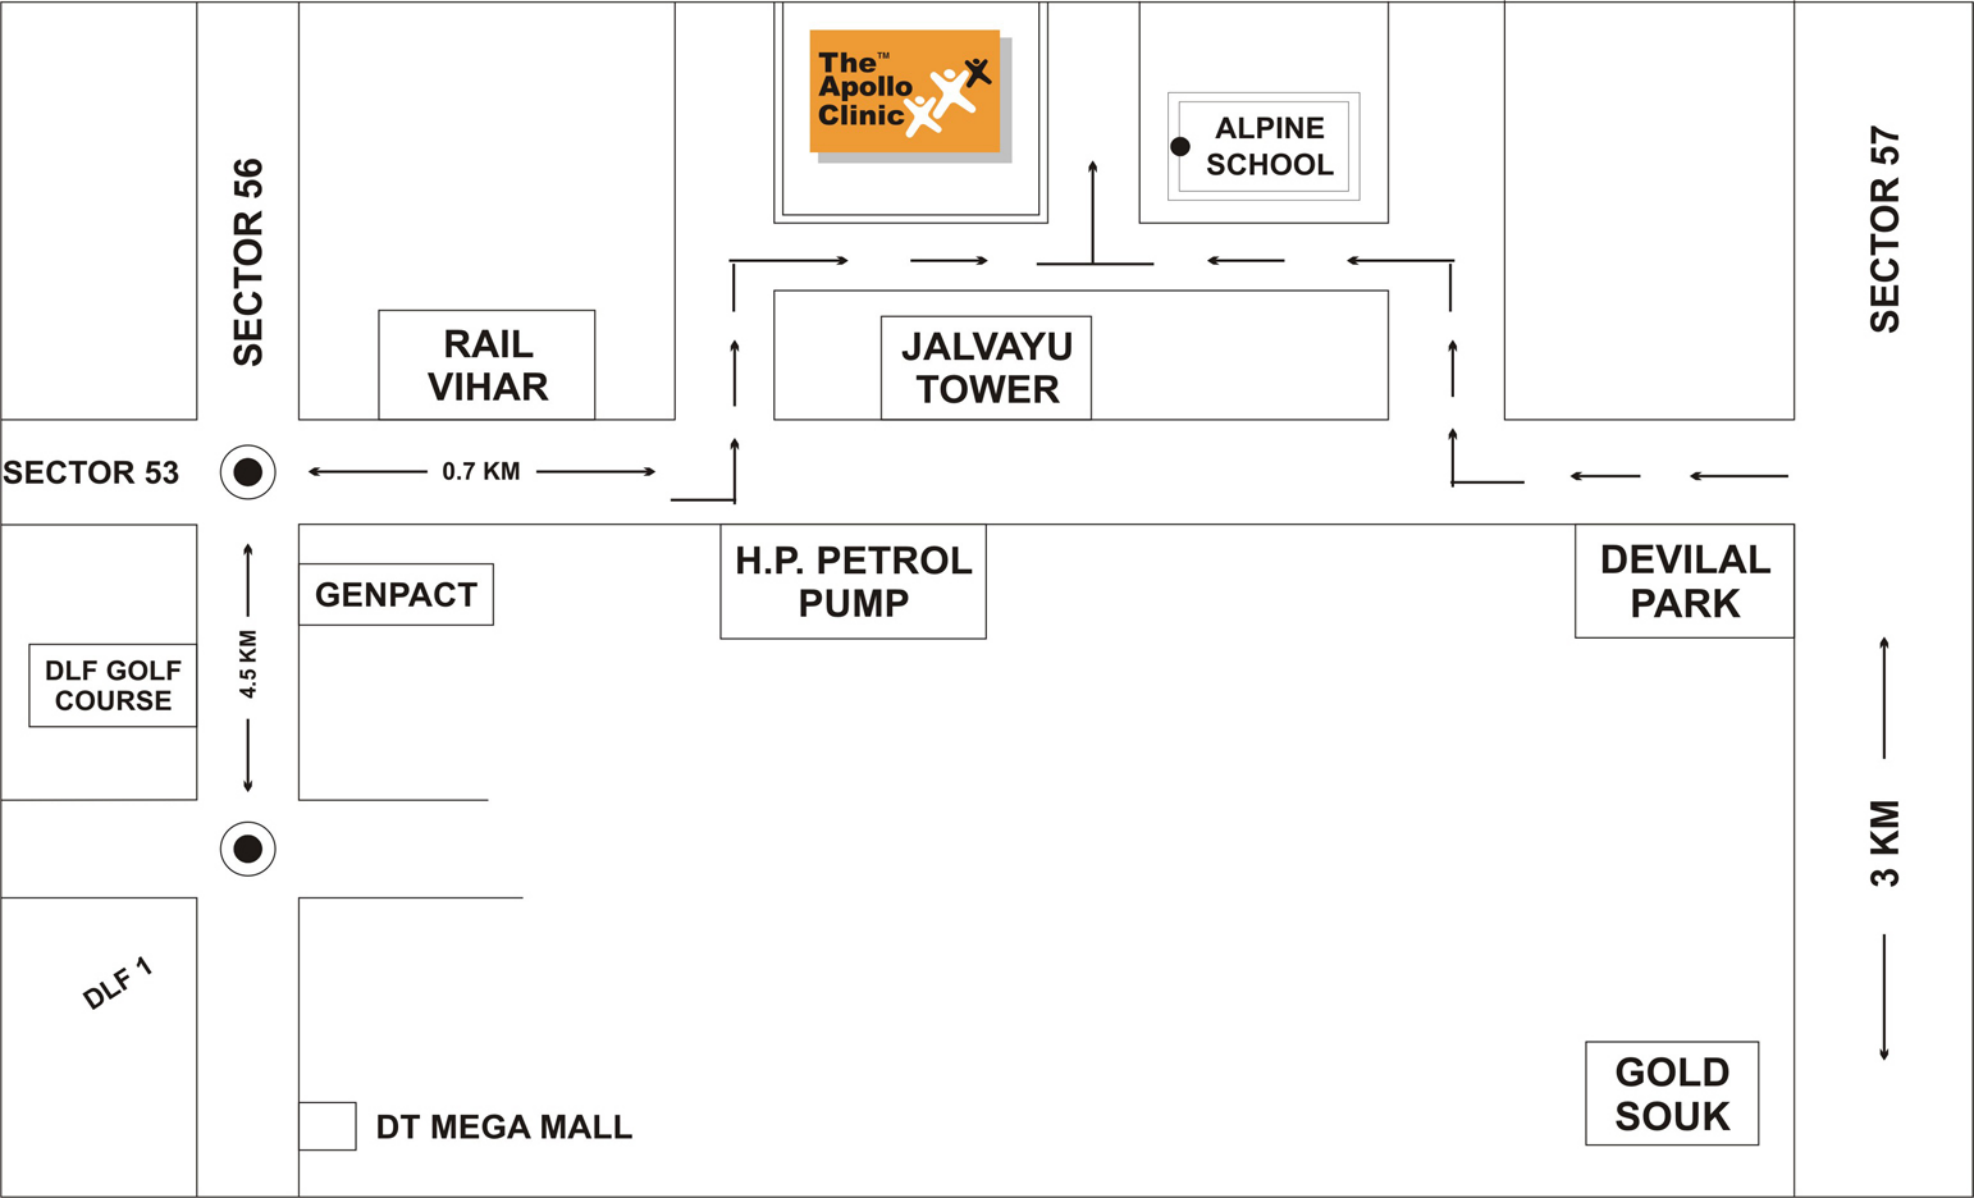 The™
Apollo
Clinic
ALPINE
SCHOOL
SECTOR 56
SECTOR 57
RAIL
VIHAR
JALVAYU
TOWER
SECTOR 53
0.7 KM
H.P. PETROL
PUMP
DEVILAL
PARK
GENPACT
4.5 KM
DLF GOLF
COURSE
3 KM
DLF 1
GOLD
SOUK
DT MEGA MALL